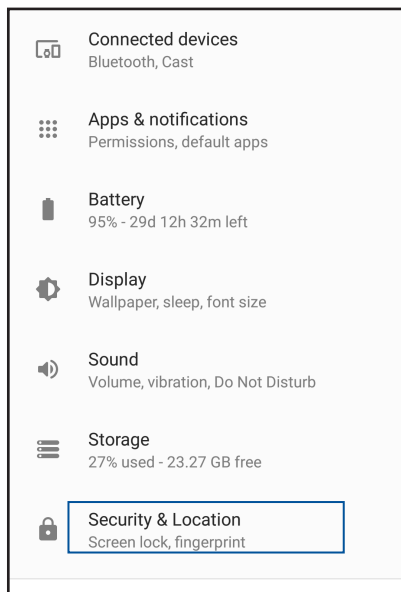 Connected devices
Bluetooth, Cast
Apps & notifications
Permissions, default apps
Battery
95% - 29d 12h 32m left
Display
Wallpaper, sleep, font size
Sound
Volume, vibration, Do Not Disturb
Storage
27% used - 23.27 GB free
Security & Location
Screen lock, fingerprint